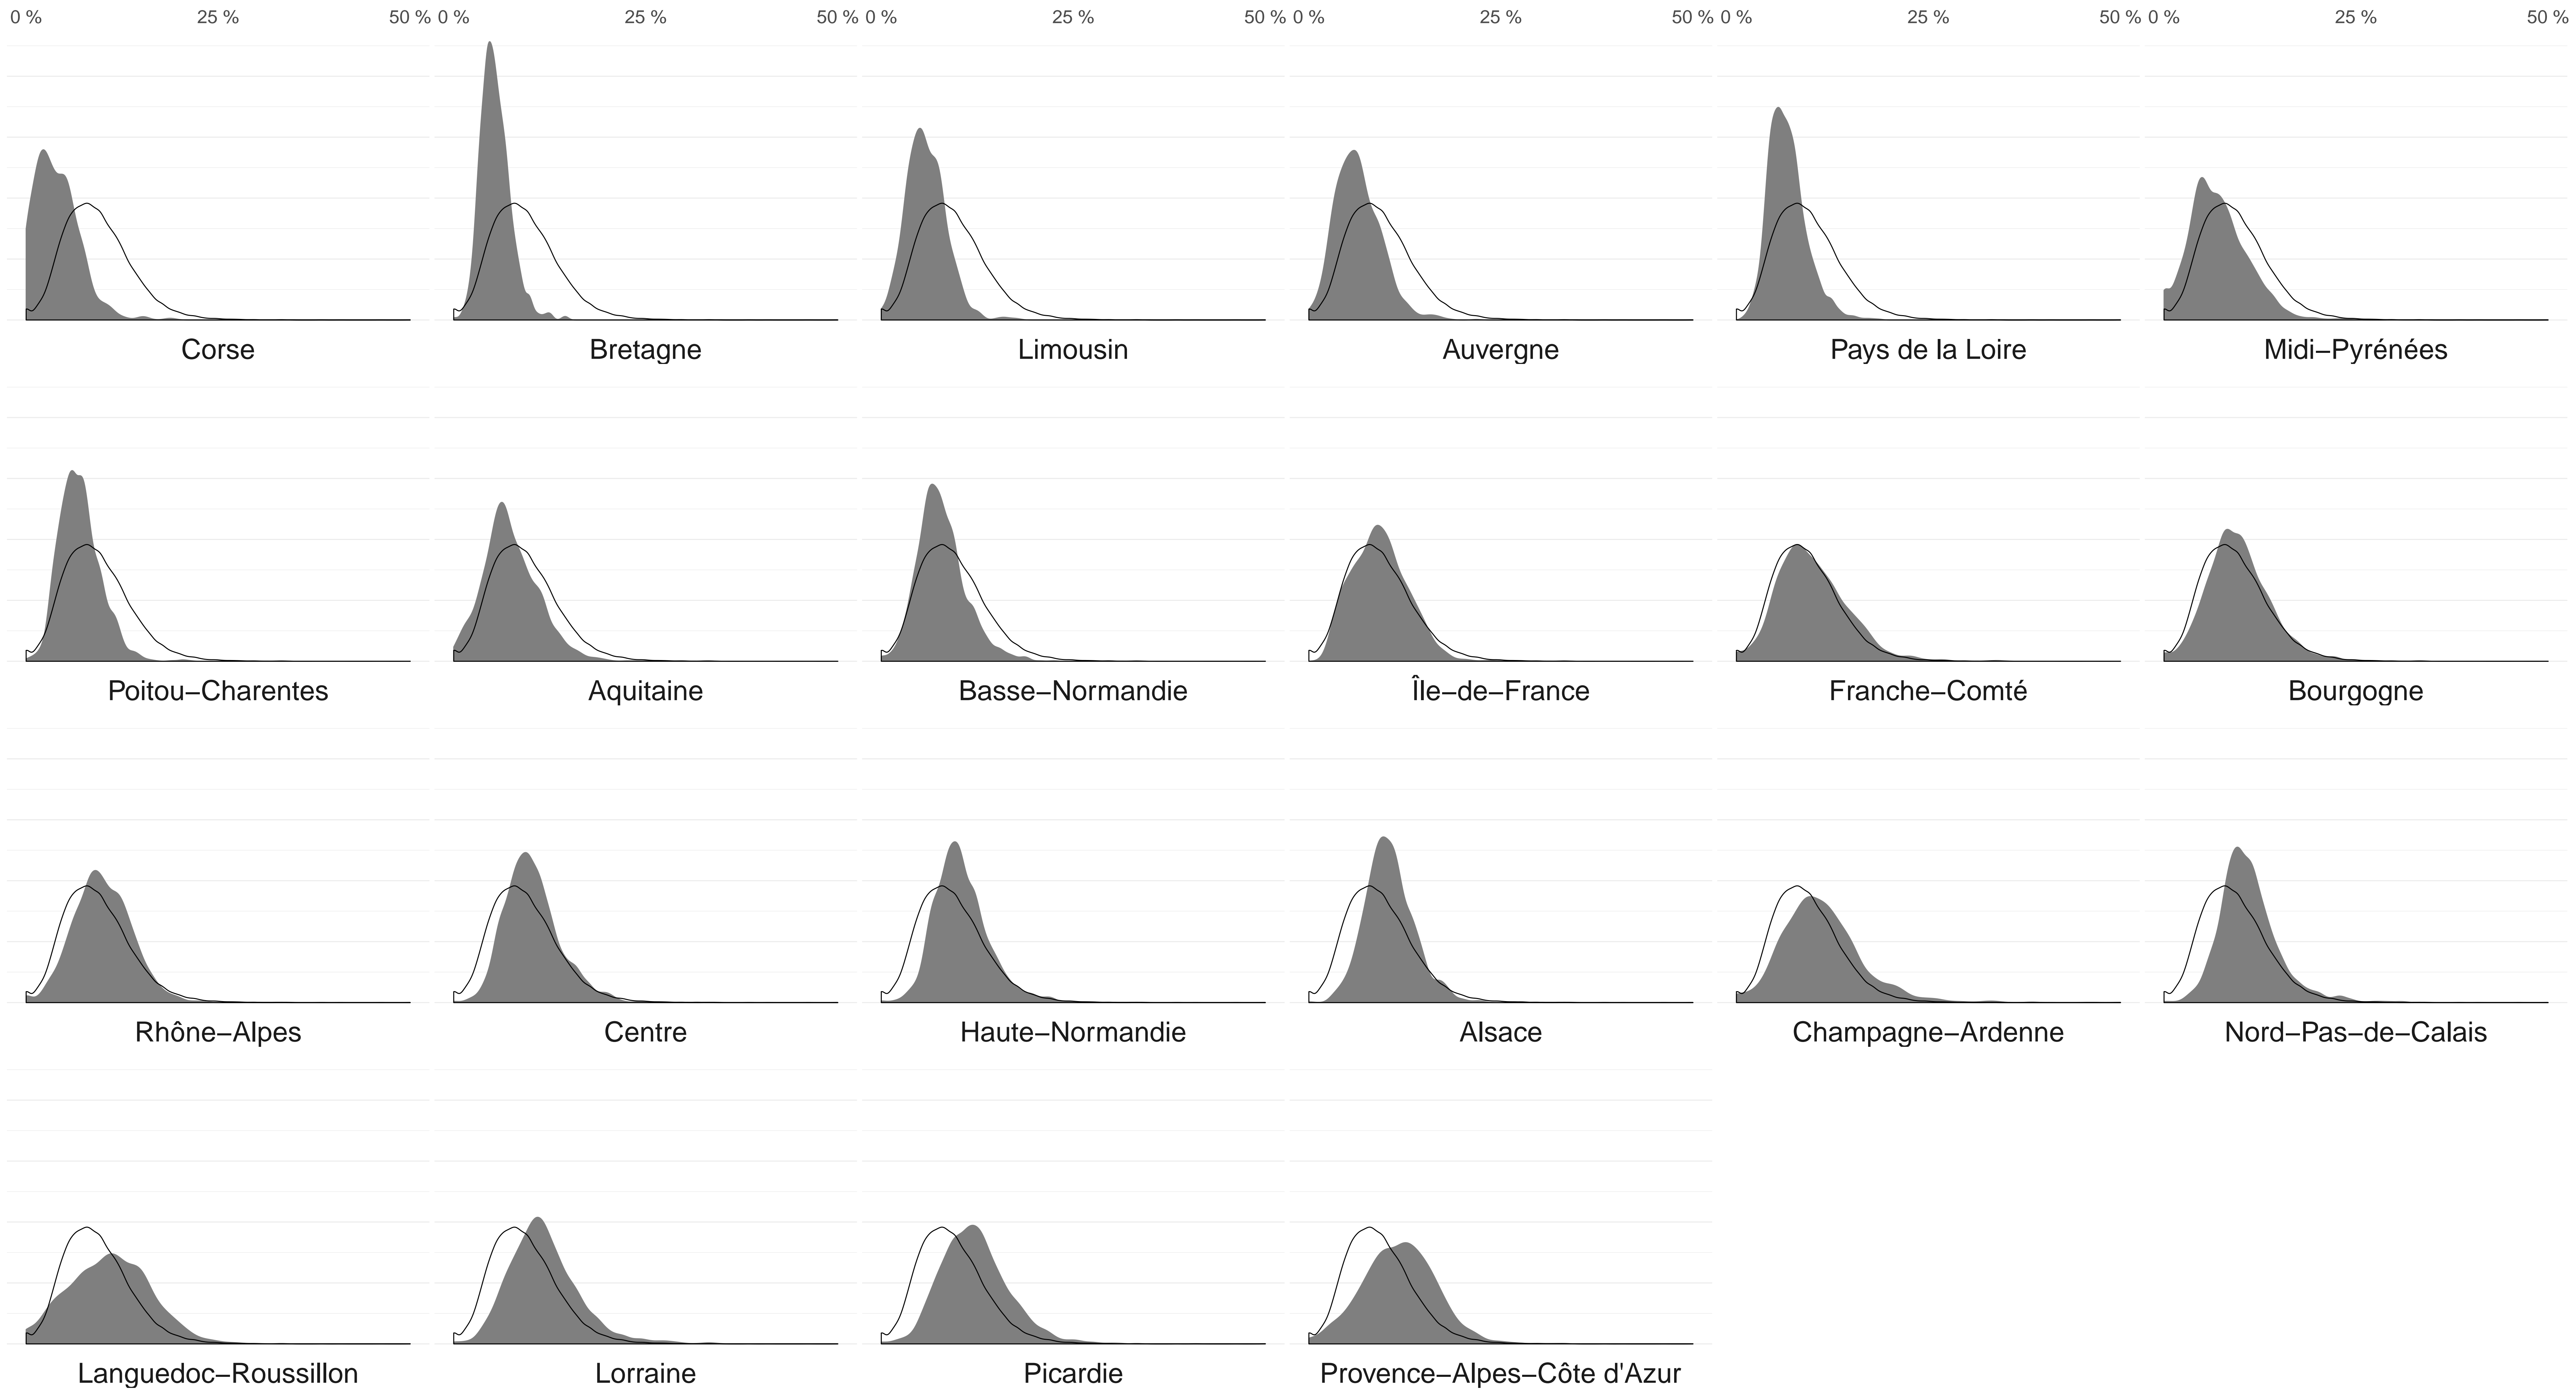 0 % 25 % 50 % 0 % 25 % 50 % 0 % 25 % 50 % 0 % 25 % 50 % 0 % 25 % 50 % 0 % 25 % 50 %
Corse Bretagne Limousin Auvergne Pays de la Loire Midi−Pyrénées
Poitou−Charentes Aquitaine Basse−Normandie Île−de−France Franche−Comté Bourgogne
Rhône−Alpes Centre Haute−Normandie Alsace Champagne−Ardenne Nord−Pas−de−Calais
Languedoc−Roussillon Lorraine Picardie Provence−Alpes−Côte d'Azur